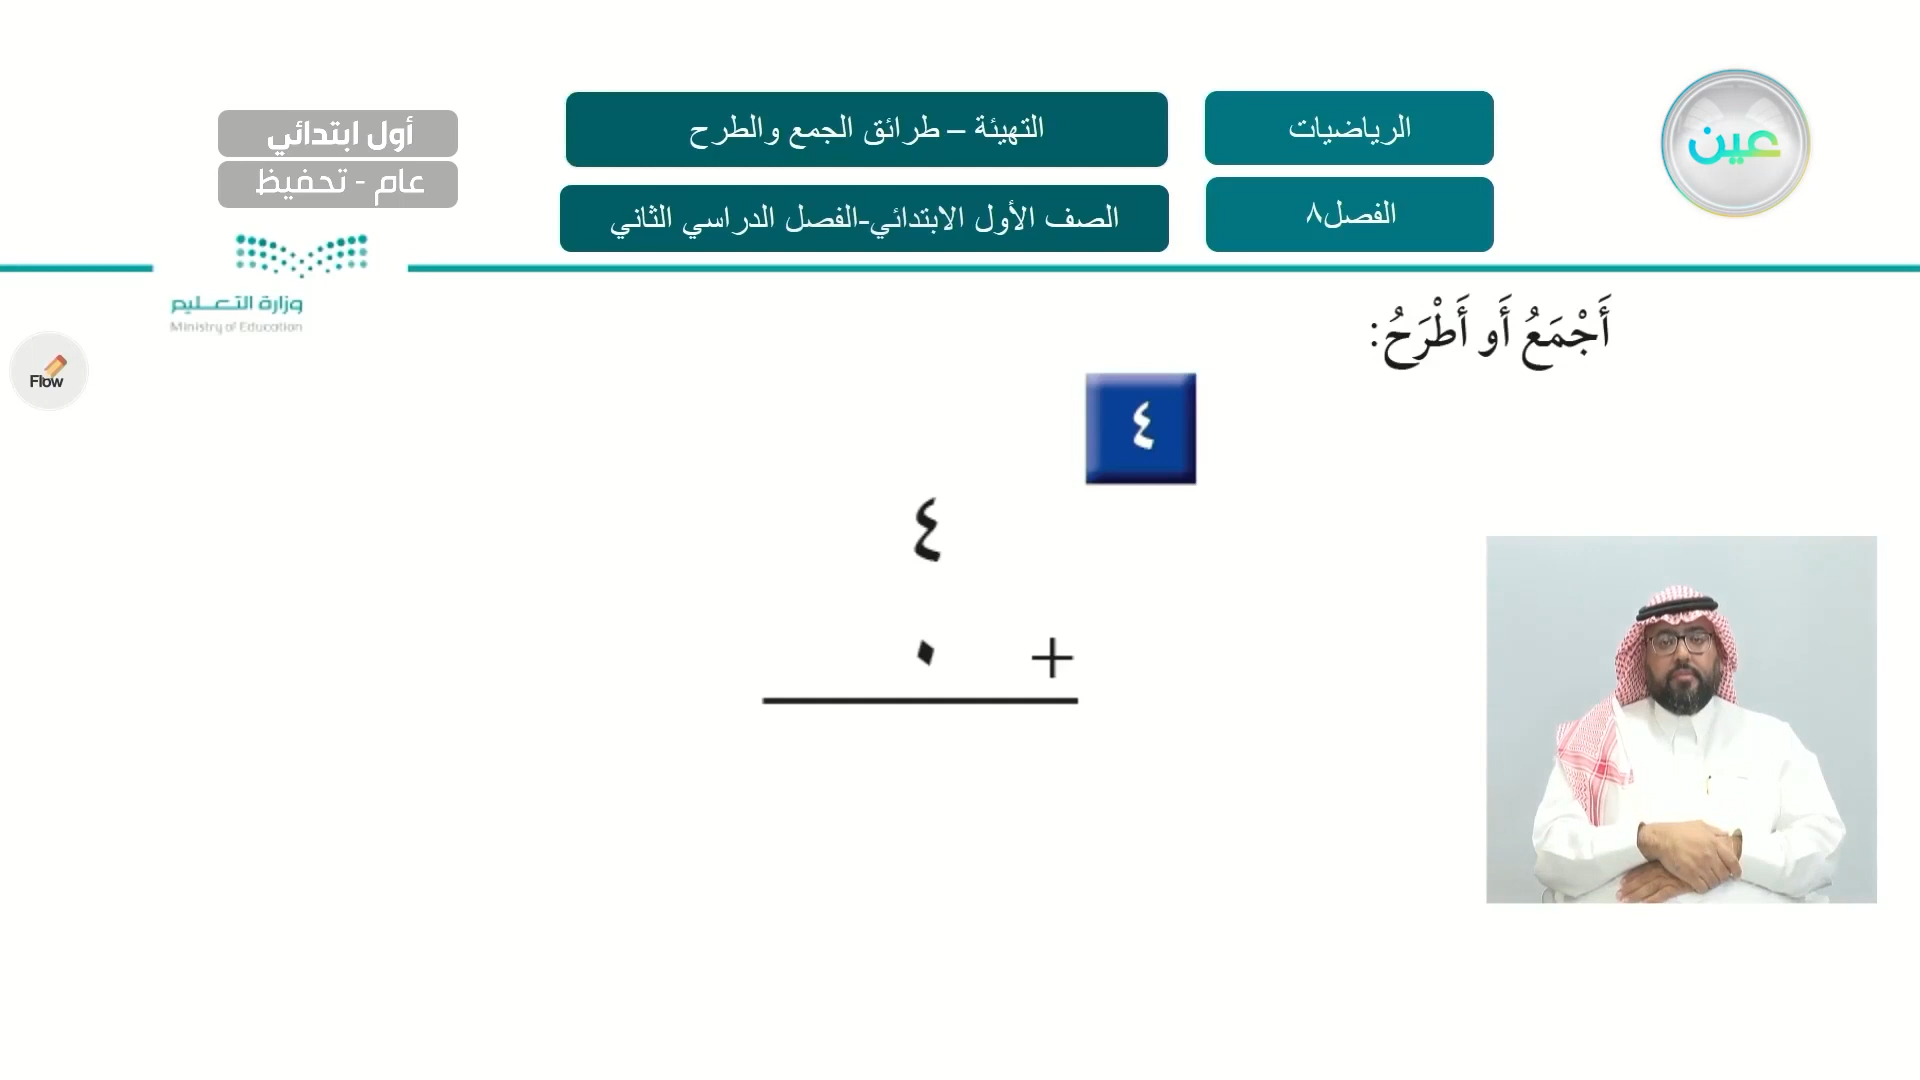 عين
الرياضيات
التهيئة – طرائق الجمع والطرح
أول ابتدائي
عام - تحفيظ
الفصل٨
الصف الأول الابتدائي-الفصل الدراسي الثاني
وزارة التعليم
Ministry of Education
أَجْمَعُ أَو أَطْرَحُ:
Flow
٤
٤
+ ٠